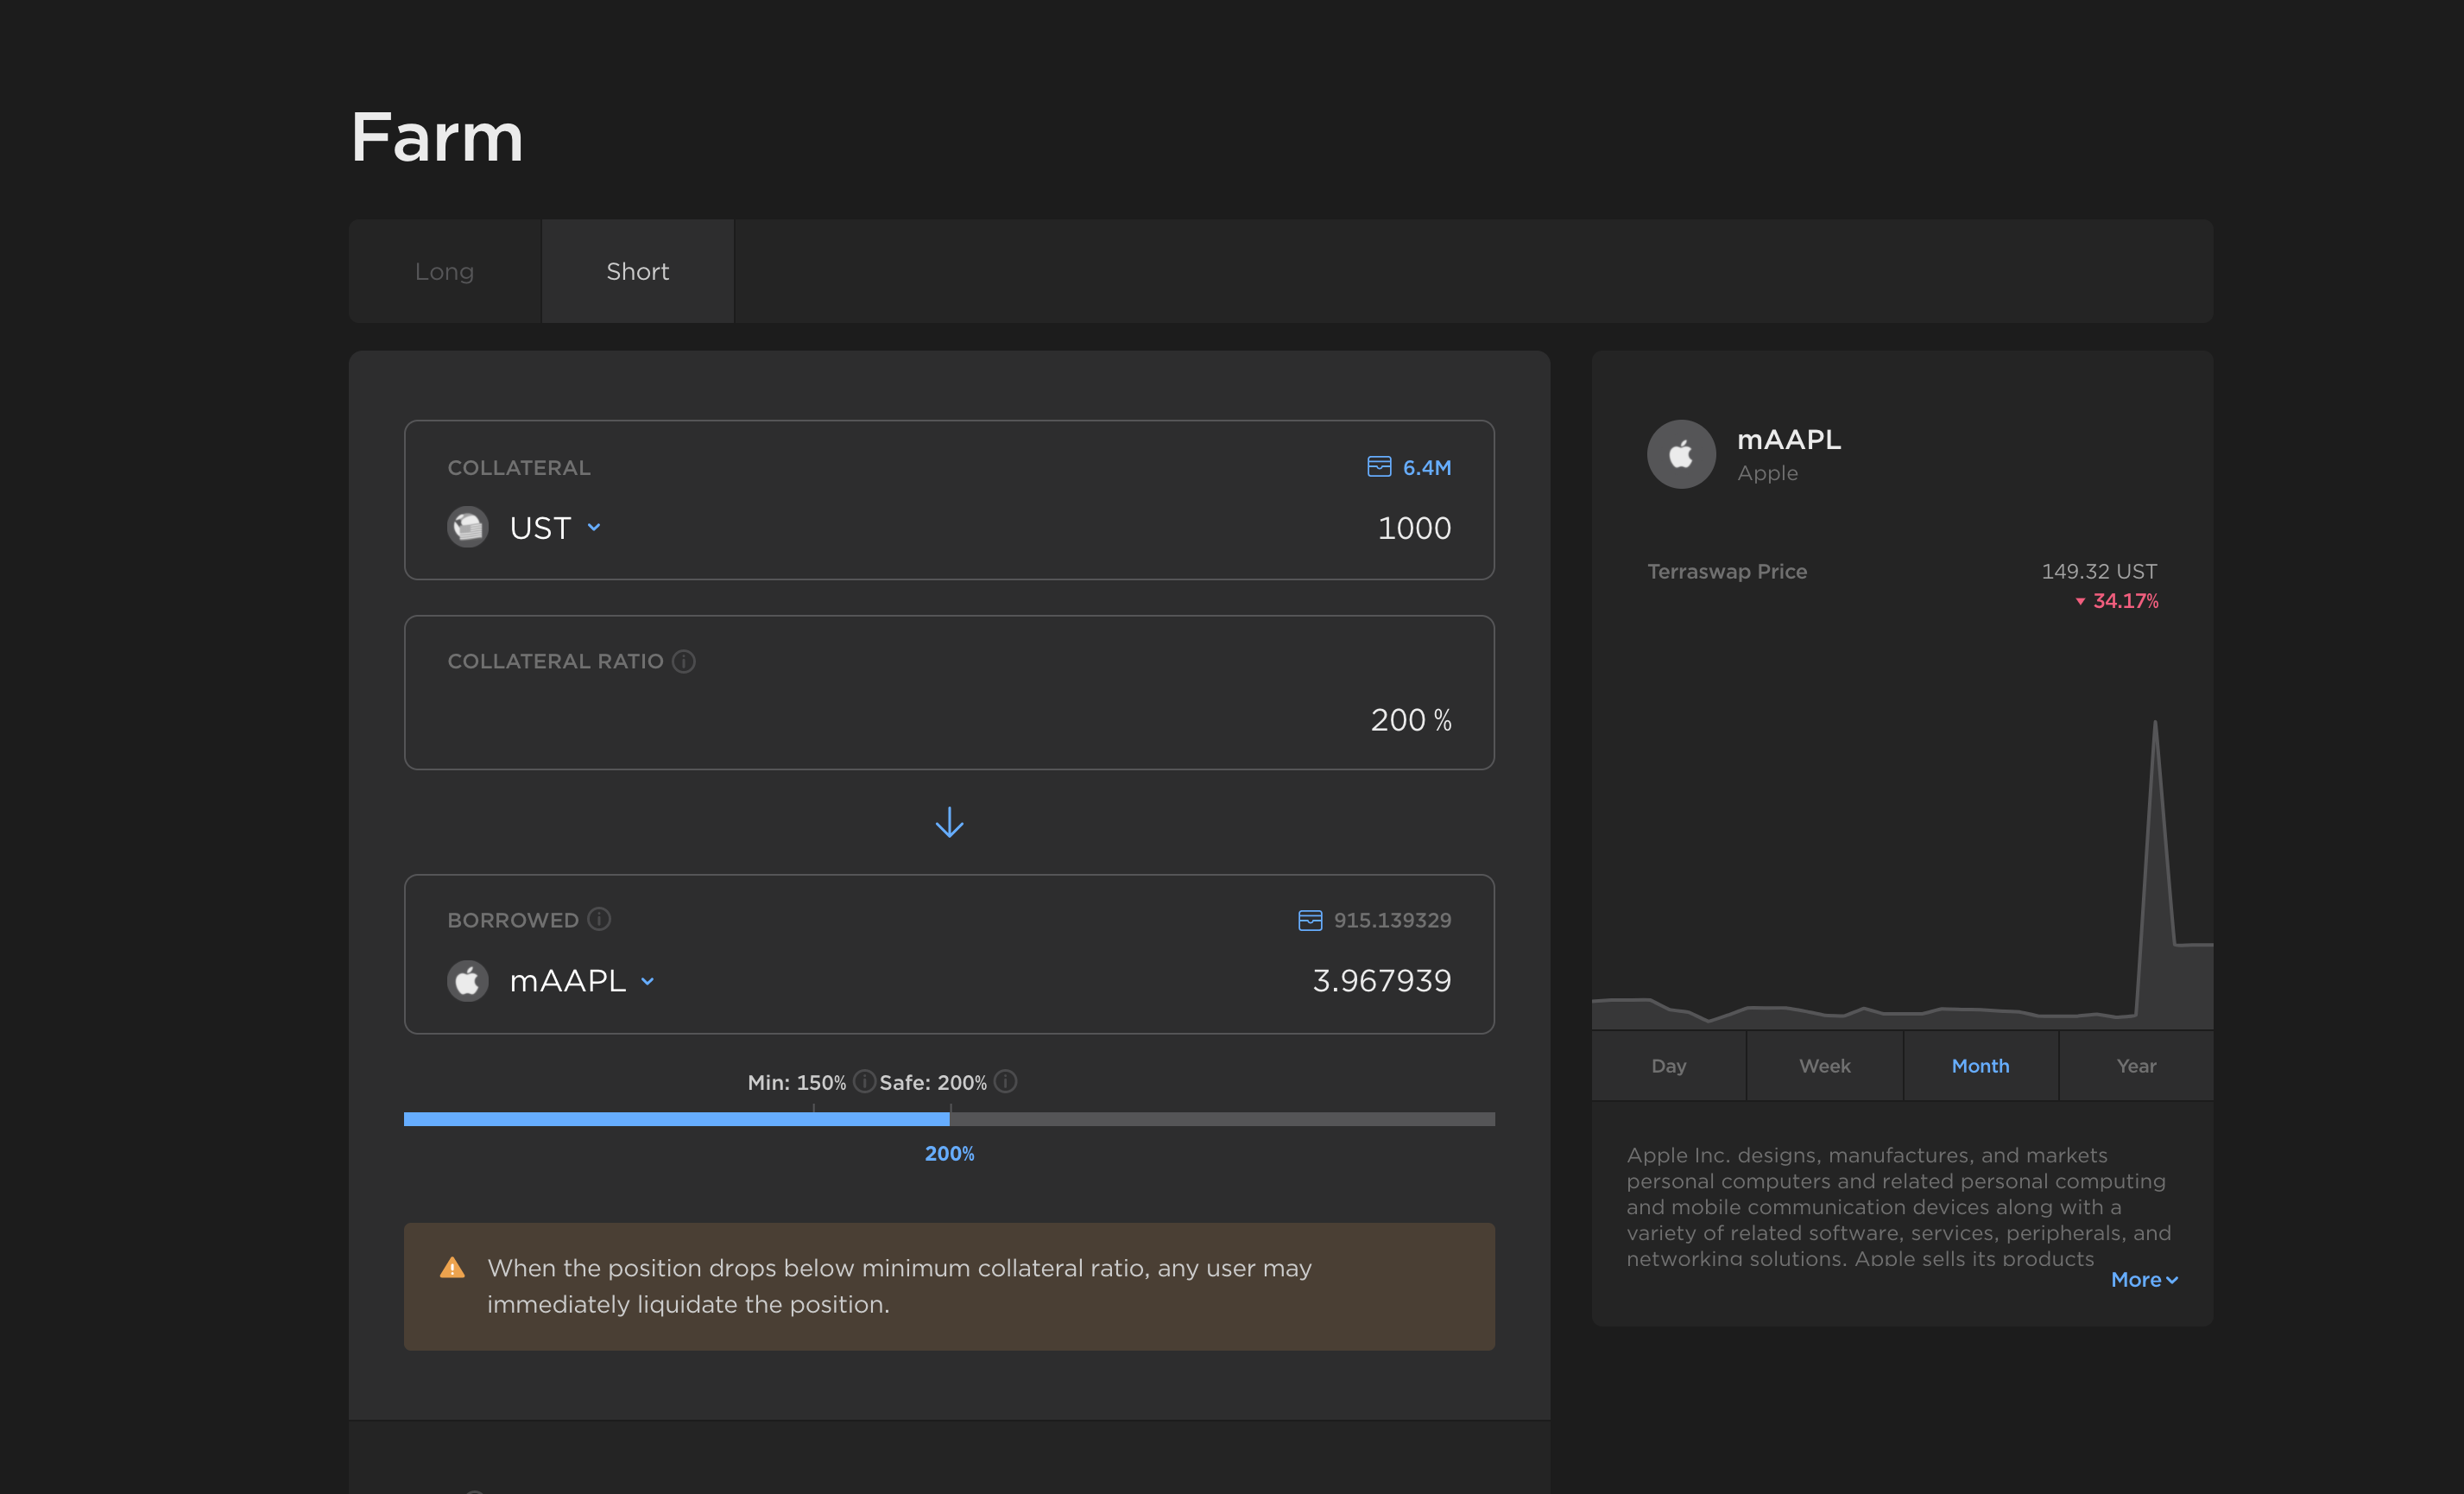 Farm
Long
Short
COLLATERAL
6.4M
UST
1000
COLLATERAL RATIO
200 %
BORROWED
915.139329
mAAPL
3.967939
Min: 150%
Safe: 200%
200%
When the position drops below minimum collateral ratio, any user may
immediately liquidate the position.
mAAPL
Apple
Terraswap Price
149.32 UST
34.17%
Day
Week
Month
Year
Apple Inc. designs, manufactures, and markets
personal computers and related personal computing
and mobile communication devices along with a
variety of related software, services, peripherals, and
networking solutions. Apple sells its products
More